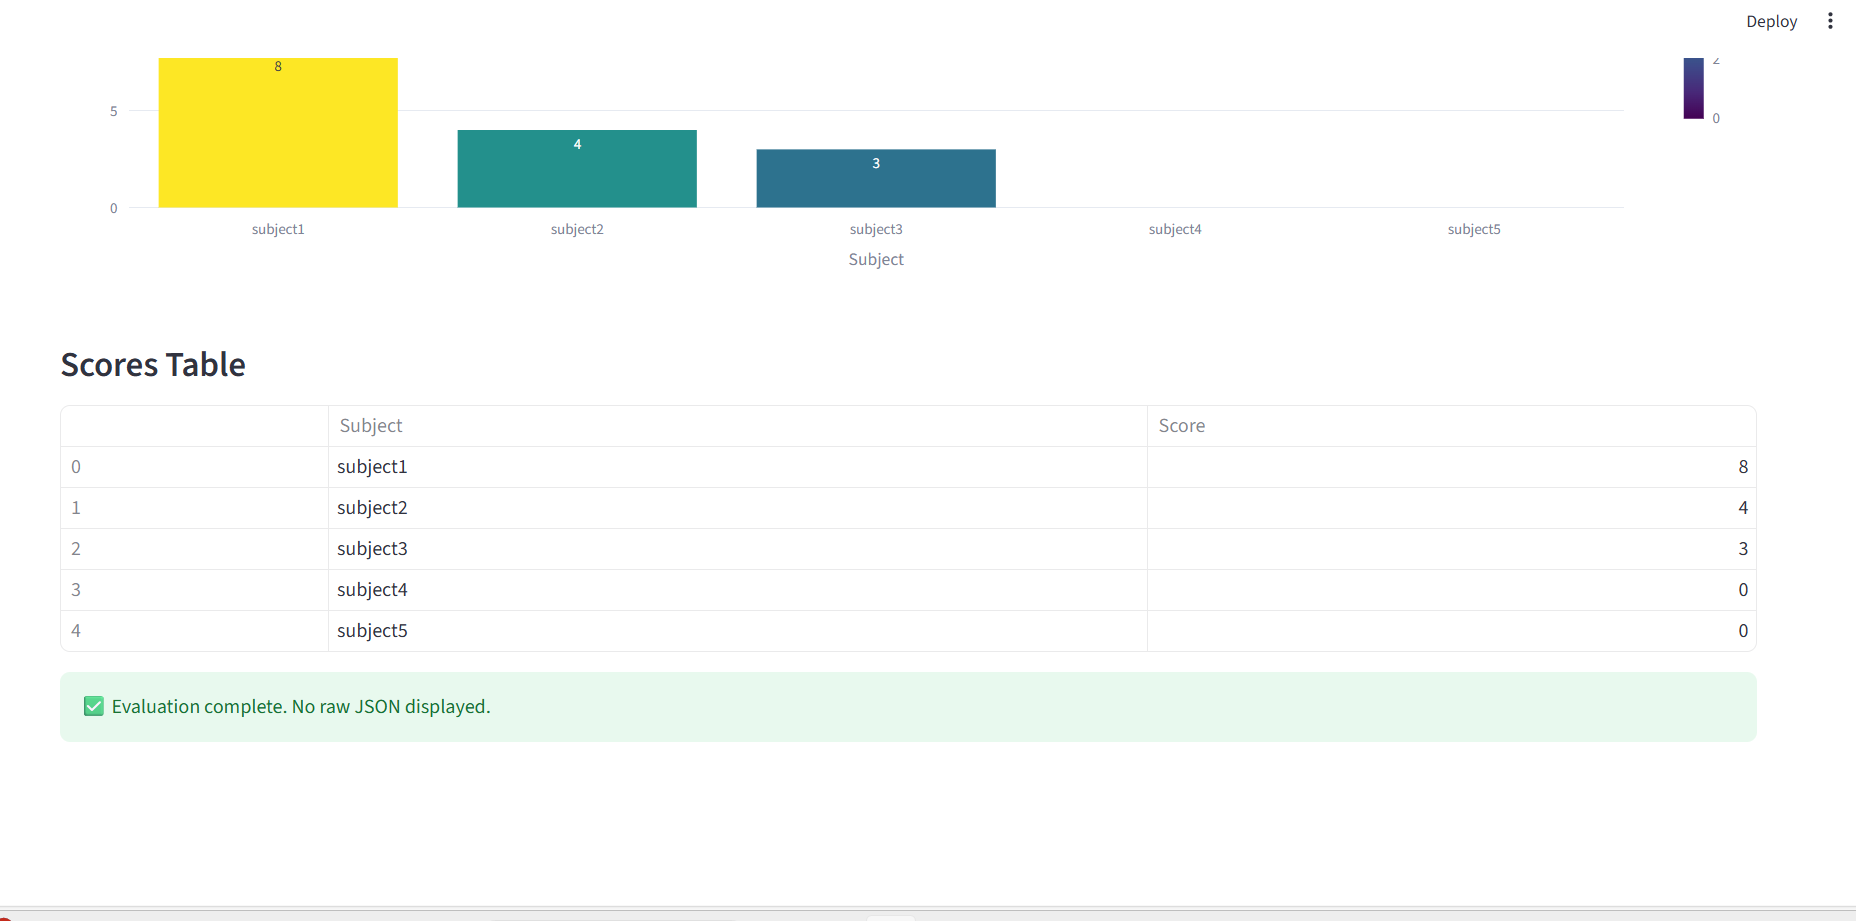 Deploy
8
2
5
4
3
0
0
subject1 subject2 subject3 subject4 subject5
Subject
Scores Table
Subject Score
0 subject1 8
1 subject2 4
2 subject3 3
3 subject4 0
4 subject5 0
✅ Evaluation complete. No raw JSON displayed.